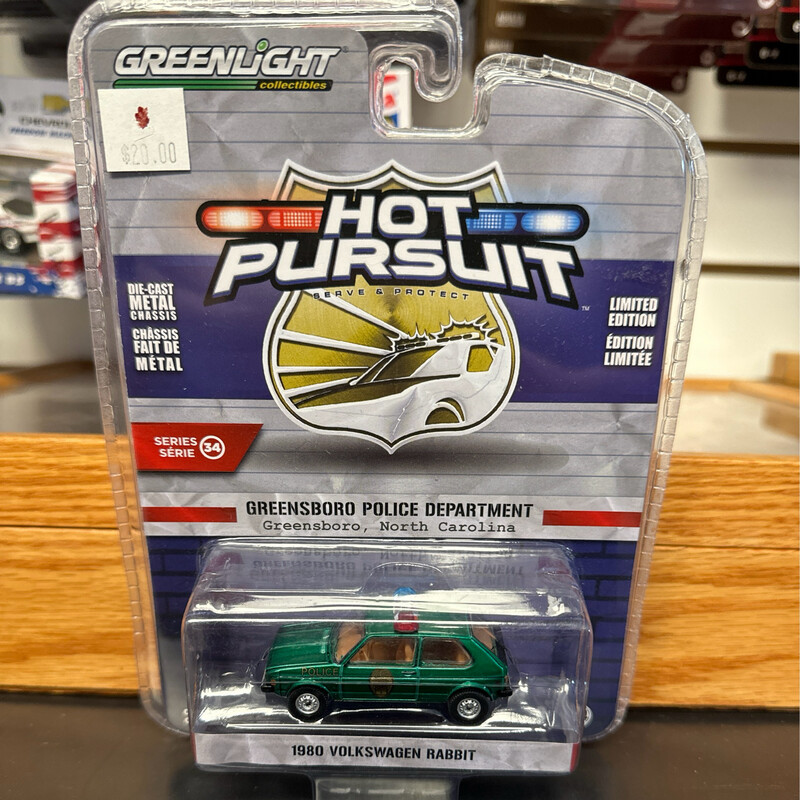 GREENLiGHT
collectibles
$20.00
HOT
PURSUIT
™
SERVE & PROTECT
DIE-CAST
METAL
CHASSIS
CHÂSSIS
FAIT DE
MÉTAL
LIMITED
EDITION
ÉDITION
LIMITÉE
SERIES
SÉRIE
34
GREENSBORO POLICE DEPARTMENT
Greensboro, North Carolina
POLICE
1980 VOLKSWAGEN RABBIT